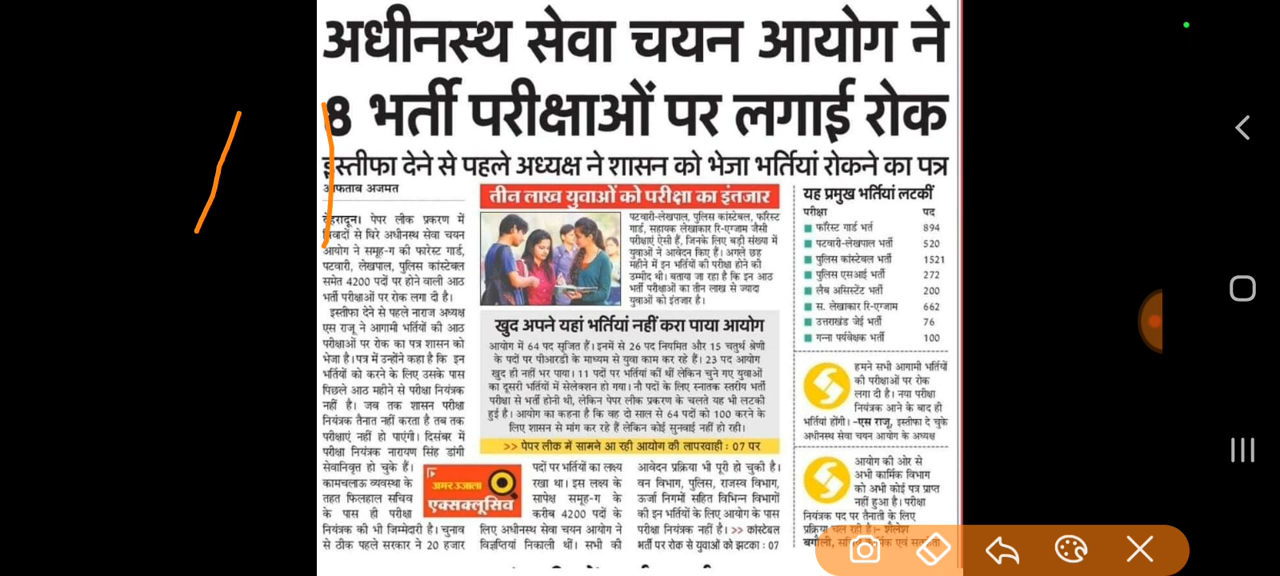 अधीनस्थ सेवा चयन आयोग ने
8 भर्ती परीक्षाओं पर लगाई रोक
इस्तीफा देने से पहले अध्यक्ष ने शासन को भेजा भर्तियां रोकने का पत्र
आफताब अजमत
देहरादून। पेपर लीक प्रकरण में
विवादों से घिरे अधीनस्थ सेवा चयन
आयोग ने समूह-ग की फारेस्ट गार्ड,
पटवारी, लेखपाल, पुलिस कांस्टेबल
समेत 4200 पदों पर होने वाली आठ
भर्ती परीक्षाओं पर रोक लगा दी है।
इस्तीफा देने से पहले नाराज अध्यक्ष
एस राजू ने आगामी भर्तियों की आठ
परीक्षाओं पर रोक का पत्र शासन को
भेजा है। पत्र में उन्होंने कहा है कि इन
भर्तियों को करने के लिए उसके पास
पिछले आठ महीने से परीक्षा नियंत्रक
नहीं है। जब तक शासन परीक्षा
नियंत्रक तैनात नहीं करता है तब तक
परीक्षाएं नहीं हो पाएंगी। दिसंबर में
परीक्षा नियंत्रक नारायण सिंह डांगी
सेवानिवृत्त हो चुके हैं।
कामचलाऊ व्यवस्था के
तहत फिलहाल सचिव
के पास ही परीक्षा
नियंत्रक की भी जिम्मेदारी है। चुनाव
से ठीक पहले सरकार ने 20 हजार
अमर उजाला
एक्सक्लूसिव
पदों पर भर्तियों का लक्ष्य
रखा था। इस लक्ष्य के
सापेक्ष समूह-ग के
करीब 4200 पदों के
लिए अधीनस्थ सेवा चयन आयोग ने
विज्ञप्तियां निकाली थीं। सभी की
आवेदन प्रक्रिया भी पूरी हो चुकी है।
वन विभाग, पुलिस, राजस्व विभाग,
ऊर्जा निगमों सहित विभिन्न विभागों
की इन भर्तियों के लिए आयोग के पास
परीक्षा नियंत्रक नहीं है। >> कांस्टेबल
भर्ती पर रोक से युवाओं को झटका : 07
तीन लाख युवाओं को परीक्षा का इंतजार
पटवारी-लेखपाल, पुलिस कांस्टेबल, फॉरेस्ट
गार्ड, सहायक लेखाकार रि-एग्जाम जैसी
परीक्षाएं ऐसी हैं, जिनके लिए बड़ी संख्या में
युवाओं ने आवेदन किए हैं। अगले छह
महीने में इन भर्तियों की परीक्षा होने की
उम्मीद थी। बताया जा रहा है कि इन आठ
भर्ती परीक्षाओं का तीन लाख से ज्यादा
युवाओं को इंतजार है।
खुद अपने यहां भर्तियां नहीं करा पाया आयोग
आयोग में 64 पद सृजित हैं। इनमें से 26 पद नियमित और 15 चतुर्थ श्रेणी
के पदों पर पीआरडी के माध्यम से युवा काम कर रहे हैं। 23 पद आयोग
खुद ही नहीं भर पाया। 11 पदों पर भर्तियां की थीं लेकिन चुने गए युवाओं
का दूसरी भर्तियों में सेलेक्शन हो गया। नौ पदों के लिए स्नातक स्तरीय भर्ती
परीक्षा से भर्ती होनी थी, लेकिन पेपर लीक प्रकरण के चलते यह भी लटकी
हुई है। आयोग का कहना है कि वह दो साल से 64 पदों को 100 करने के
लिए शासन से मांग कर रहे हैं लेकिन कोई सुनवाई नहीं हो रही।
>> पेपर लीक में सामने आ रही आयोग की लापरवाही : 07 पर
यह प्रमुख भर्तियां लटकीं
परीक्षा पद
फॉरेस्ट गार्ड भर्ती 894
पटवारी-लेखपाल भर्ती 520
पुलिस कांस्टेबल भर्ती 1521
पुलिस एसआई भर्ती 272
लैब असिस्टेंट भर्ती 200
स. लेखाकार रि-एग्जाम 662
उत्तराखंड जेई भर्ती 76
गन्ना पर्यवेक्षक भर्ती 100
हमने सभी आगामी भर्तियों
की परीक्षाओं पर रोक
लगा दी है। नया परीक्षा
नियंत्रक आने के बाद ही
भर्तियां होंगी। -एस राजू, इस्तीफा दे चुके
अधीनस्थ सेवा चयन आयोग के अध्यक्ष
आयोग की ओर से
अभी कार्मिक विभाग
को अभी कोई पत्र प्राप्त
नहीं हुआ है। परीक्षा
नियंत्रक पद पर तैनाती के लिए
प्रक्रिया चल रही है।- शैलेश
बगौली,